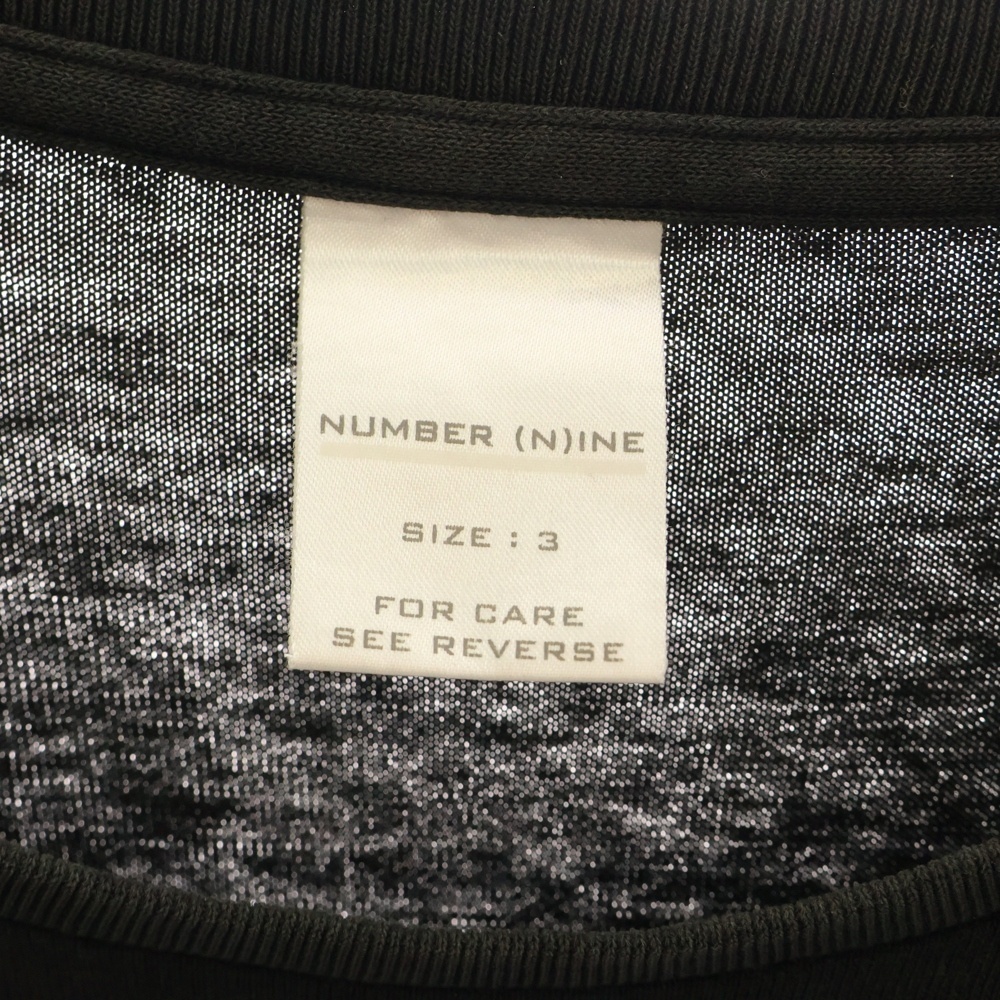 NUMBER (N)INE
SIZE : 3
FOR CARE
SEE REVERSE